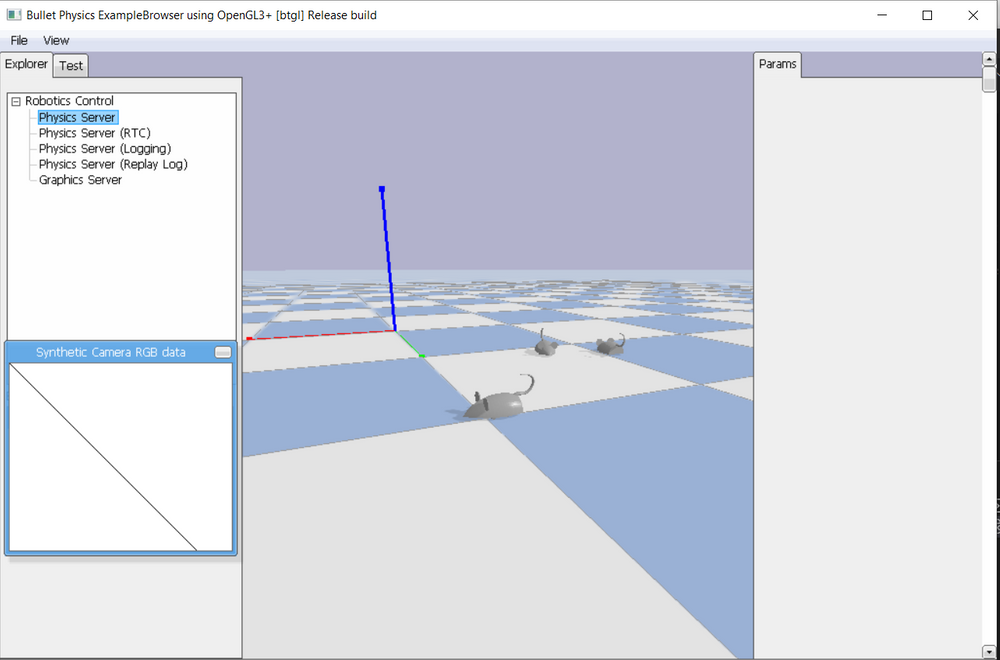 Bullet Physics ExampleBrowser using OpenGL3+ [btgl] Release build
File View
Explorer Test
Params
Robotics Control
Physics Server
Physics Server (RTC)
Physics Server (Logging)
Physics Server (Replay Log)
Graphics Server
Synthetic Camera RGB data